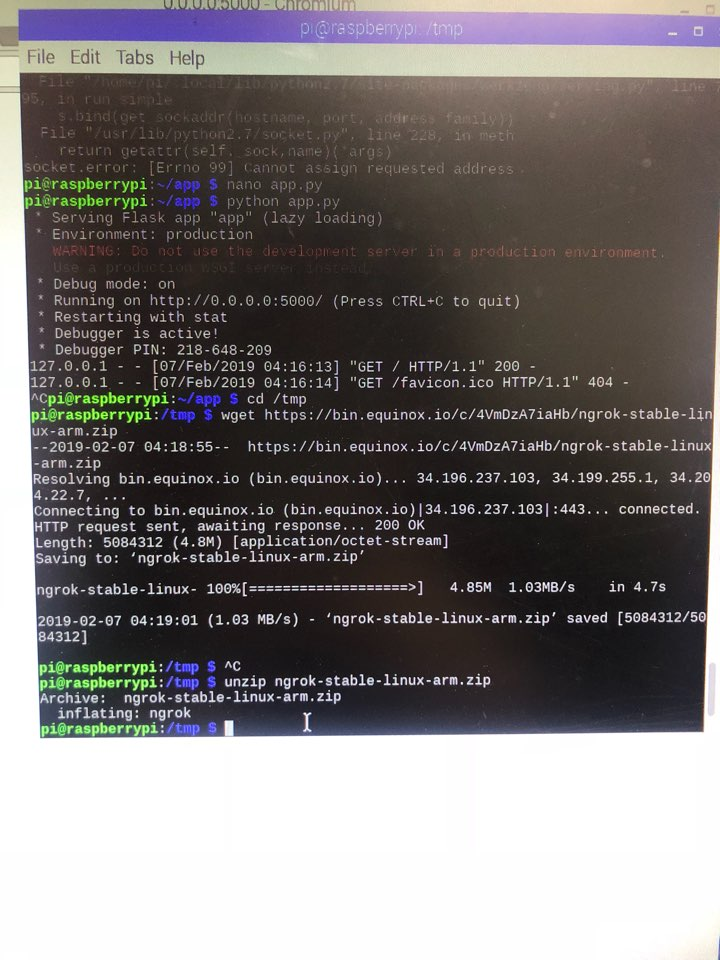 0.0.0.0:5000 - Chromium
pi@raspberrypi: /tmp
File Edit Tabs Help
File "/home/pi/.local/lib/python2.7/site-packages/werkzeug/serving.py", line 7
95, in run_simple
s.bind(get_sockaddr(hostname, port, address_family))
File "/usr/lib/python2.7/socket.py", line 228, in meth
return getattr(self._sock,name)(*args)
socket.error: [Errno 99] Cannot assign requested address
pi@raspberrypi:~/app $ nano app.py
pi@raspberrypi:~/app $ python app.py
* Serving Flask app "app" (lazy loading)
* Environment: production
WARNING: Do not use the development server in a production environment.
Use a production WSGI server instead.
* Debug mode: on
* Running on http://0.0.0.0:5000/ (Press CTRL+C to quit)
* Restarting with stat
* Debugger is active!
* Debugger PIN: 218-648-209
127.0.0.1 - - [07/Feb/2019 04:16:13] "GET / HTTP/1.1" 200 -
127.0.0.1 - - [07/Feb/2019 04:16:14] "GET /favicon.ico HTTP/1.1" 404 -
^Cpi@raspberrypi:~/app $ cd /tmp
pi@raspberrypi:/tmp $ wget https://bin.equinox.io/c/4VmDzA7iaHb/ngrok-stable-lin
ux-arm.zip
--2019-02-07 04:18:55-- https://bin.equinox.io/c/4VmDzA7iaHb/ngrok-stable-linux
-arm.zip
Resolving bin.equinox.io (bin.equinox.io)... 34.196.237.103, 34.199.255.1, 34.20
4.22.7, ...
Connecting to bin.equinox.io (bin.equinox.io)|34.196.237.103|:443... connected.
HTTP request sent, awaiting response... 200 OK
Length: 5084312 (4.8M) [application/octet-stream]
Saving to: ‘ngrok-stable-linux-arm.zip’
ngrok-stable-linux- 100%[===================>] 4.85M 1.03MB/s in 4.7s
2019-02-07 04:19:01 (1.03 MB/s) - ‘ngrok-stable-linux-arm.zip’ saved [5084312/50
84312]
pi@raspberrypi:/tmp $ ^C
pi@raspberrypi:/tmp $ unzip ngrok-stable-linux-arm.zip
Archive: ngrok-stable-linux-arm.zip
inflating: ngrok
pi@raspberrypi:/tmp $